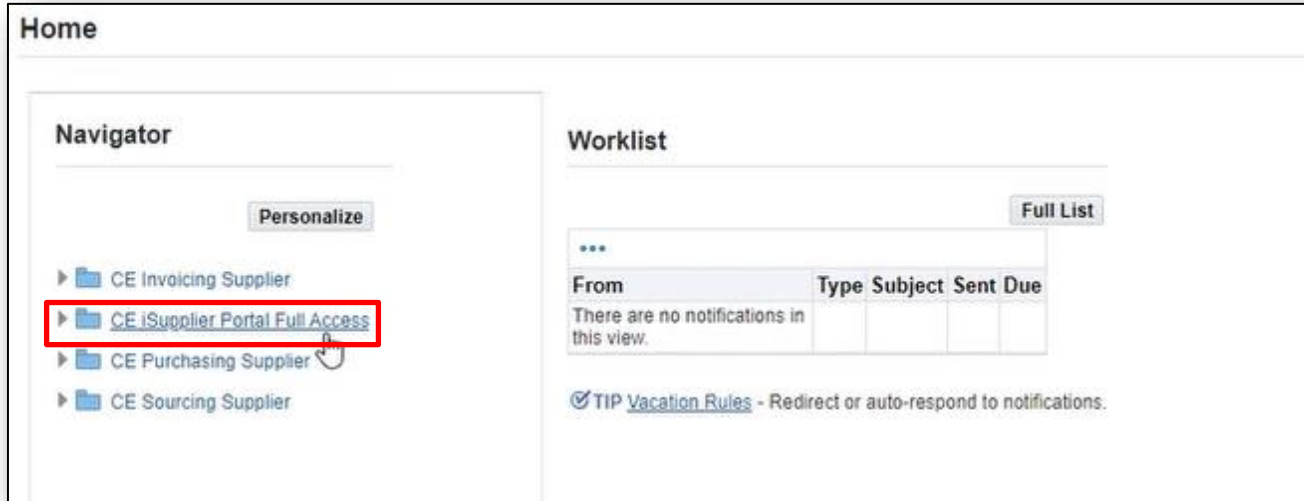 Home
Navigator
Personalize
CE Invoicing Supplier
CE iSupplier Portal Full Access
CE Purchasing Supplier
CE Sourcing Supplier
Worklist
Full List
•••
From Type Subject Sent Due
There are no notifications in
this view.
TIP Vacation Rules - Redirect or auto-respond to notifications.